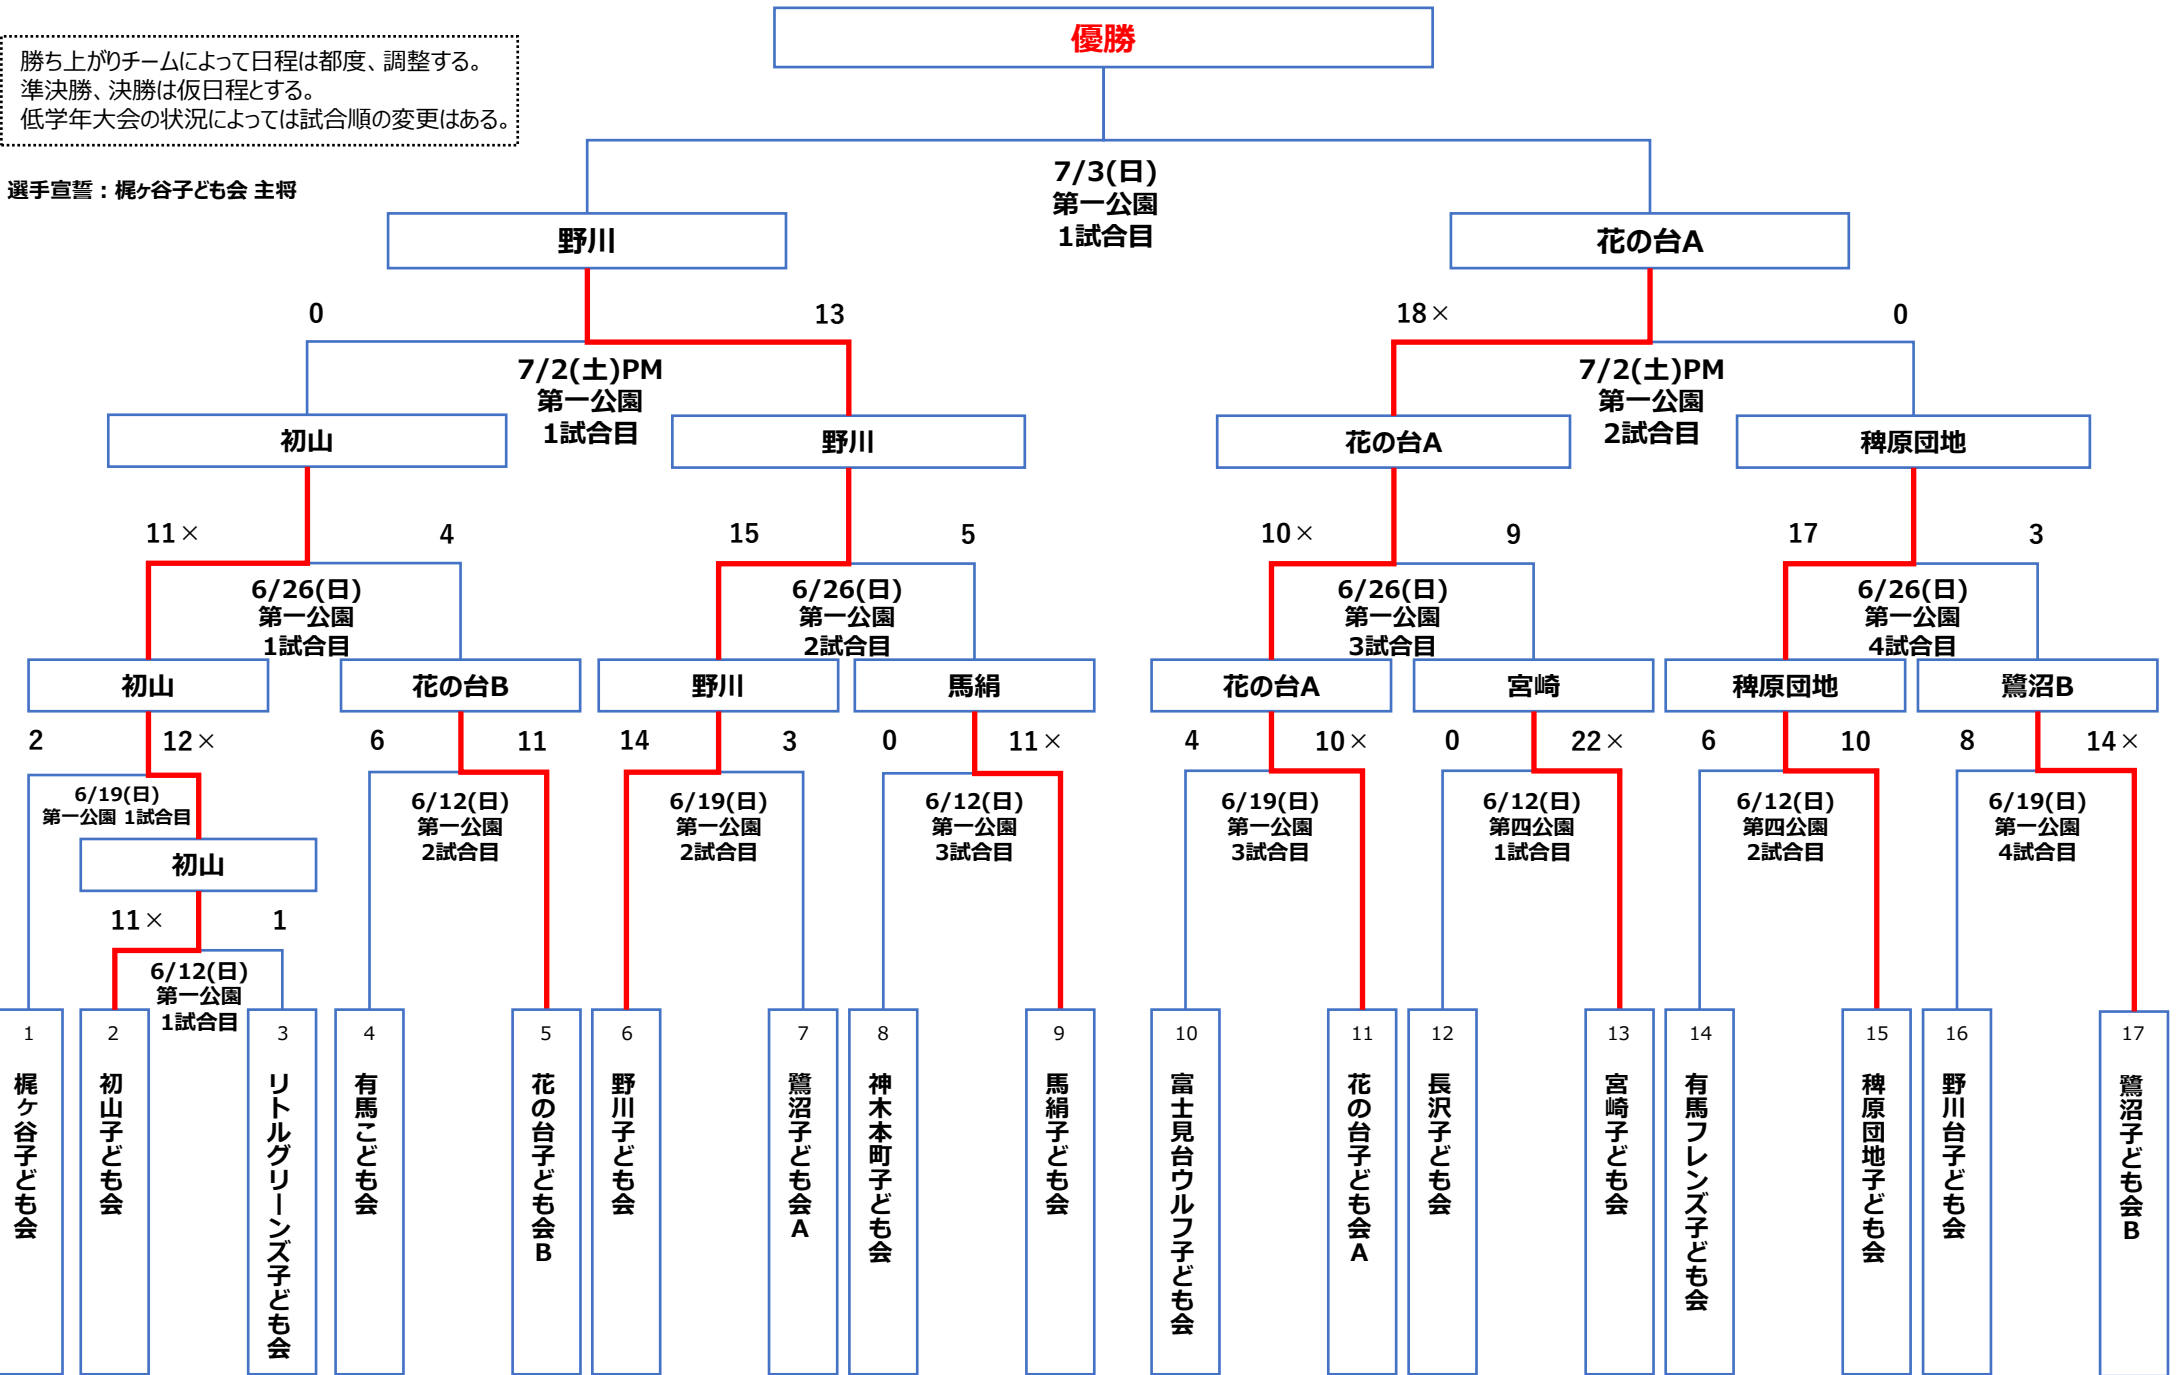 優勝
勝ち上がりチームによって日程は都度、調整する。
準決勝、決勝は仮日程とする。
低学年大会の状況によっては試合順の変更はある。
選手宣誓：梶ヶ谷子ども会 主将
7/3(日)
第一公園
1試合目
野川
花の台A
0
13
18×
0
7/2(土)PM
第一公園
1試合目
7/2(土)PM
第一公園
2試合目
初山
野川
花の台A
稗原団地
11×
4
15
5
10×
9
17
3
6/26(日)
第一公園
1試合目
6/26(日)
第一公園
2試合目
6/26(日)
第一公園
3試合目
6/26(日)
第一公園
4試合目
初山
花の台B
野川
馬絹
花の台A
宮崎
稗原団地
鷺沼B
2
12×
6
11
14
3
0
11×
4
10×
0
22×
6
10
8
14×
6/19(日)
第一公園 1試合目
6/12(日)
第一公園
2試合目
6/19(日)
第一公園
2試合目
6/12(日)
第一公園
3試合目
6/19(日)
第一公園
3試合目
6/12(日)
第四公園
1試合目
6/12(日)
第四公園
2試合目
6/19(日)
第一公園
4試合目
初山
11×
1
6/12(日)
第一公園
1試合目
1
梶ヶ谷子ども会
2
初山子ども会
3
リトルグリーンズ子ども会
4
有馬こども会
5
花の台子ども会B
6
野川子ども会
7
鷺沼子ども会A
8
神木本町子ども会
9
馬絹子ども会
10
富士見台ウルフ子ども会
11
花の台子ども会A
12
長沢子ども会
13
宮崎子ども会
14
有馬フレンズ子ども会
15
稗原団地子ども会
16
野川台子ども会
17
鷺沼子ども会B